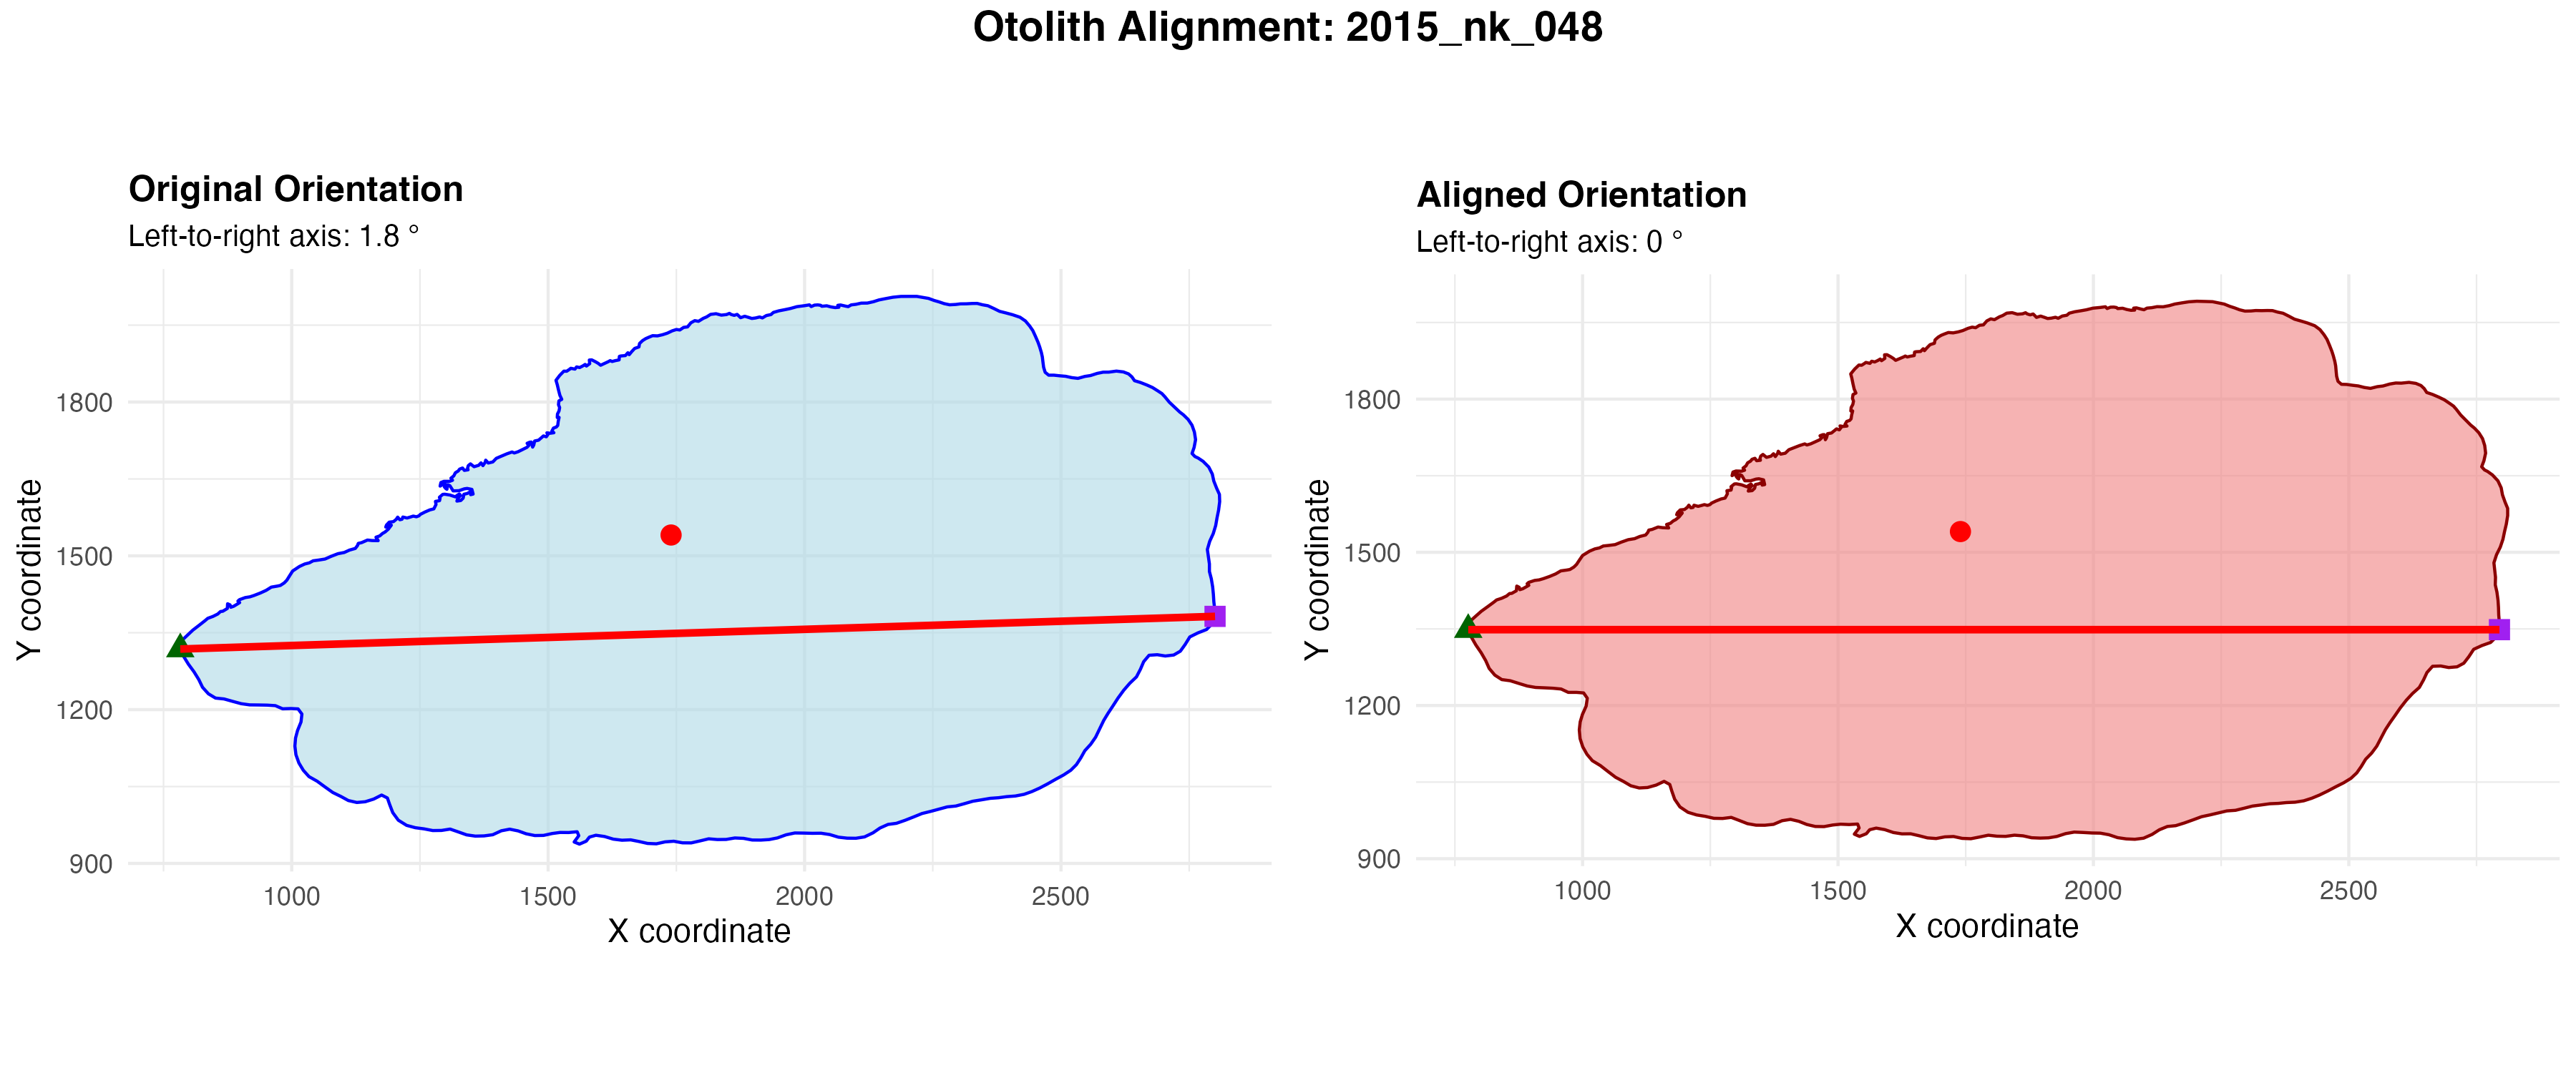 Otolith Alignment: 2015_nk_048
Original Orientation
Left-to-right axis: 1.8 °
Y coordinate
1800
1500
1200
900
1000 1500 2000 2500
X coordinate
Aligned Orientation
Left-to-right axis: 0 °
Y coordinate
1800
1500
1200
900
1000 1500 2000 2500
X coordinate